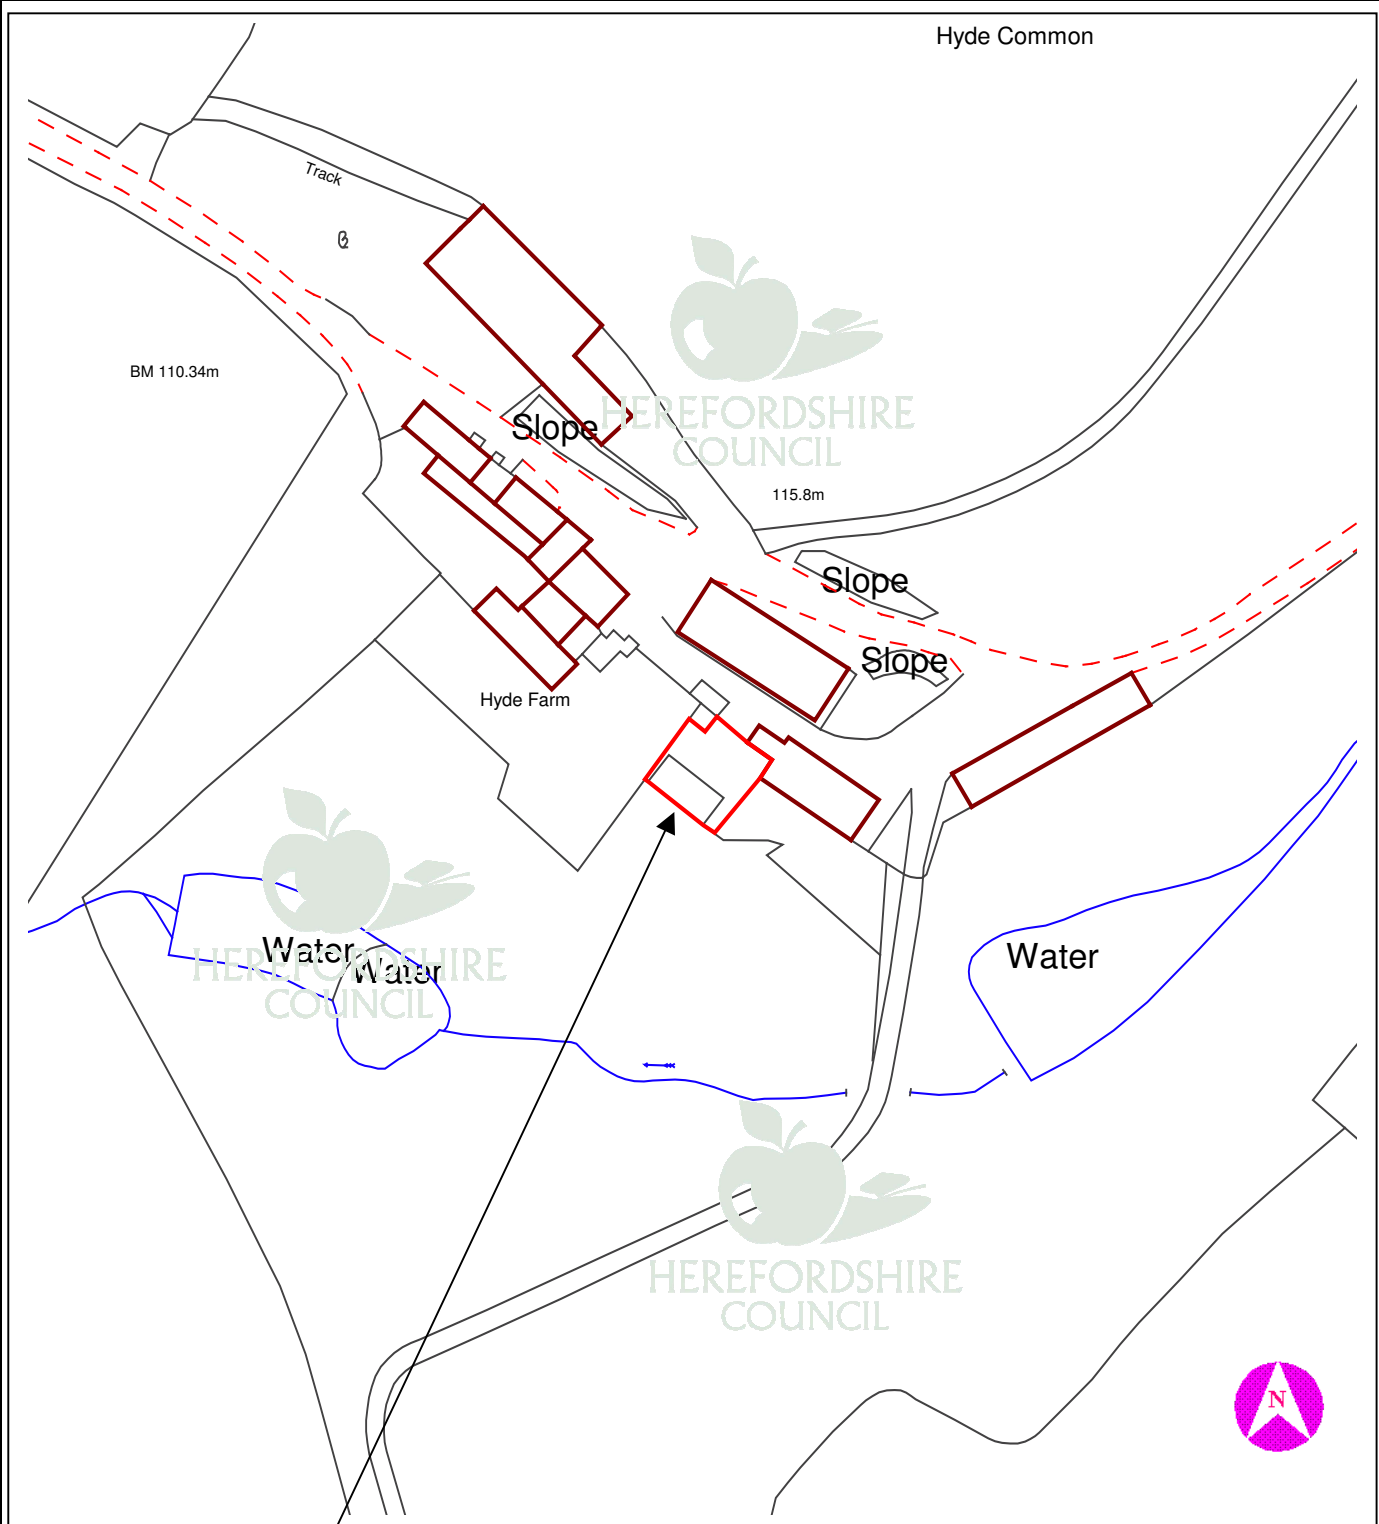 Hyde Common
Track
BM 110.34m
HEREFORDSHIRE
COUNCIL
Slope
115.8m
Slope
Slope
Hyde Farm
Water
Water
HEREFORDSHIRE
COUNCIL
Water
HEREFORDSHIRE
COUNCIL
N